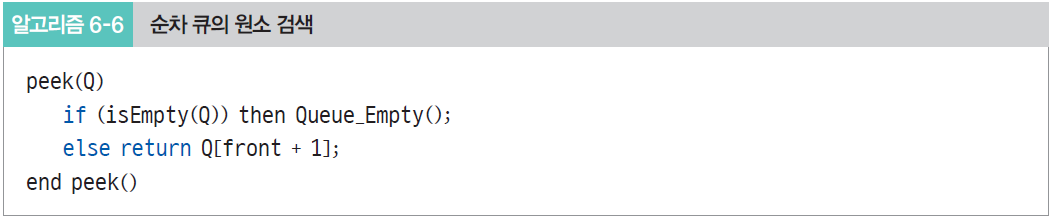 알고리즘 6-6 순차 큐의 원소 검색
peek(Q)
if (isEmpty(Q)) then Queue_Empty();
else return Q[front + 1];
end peek()